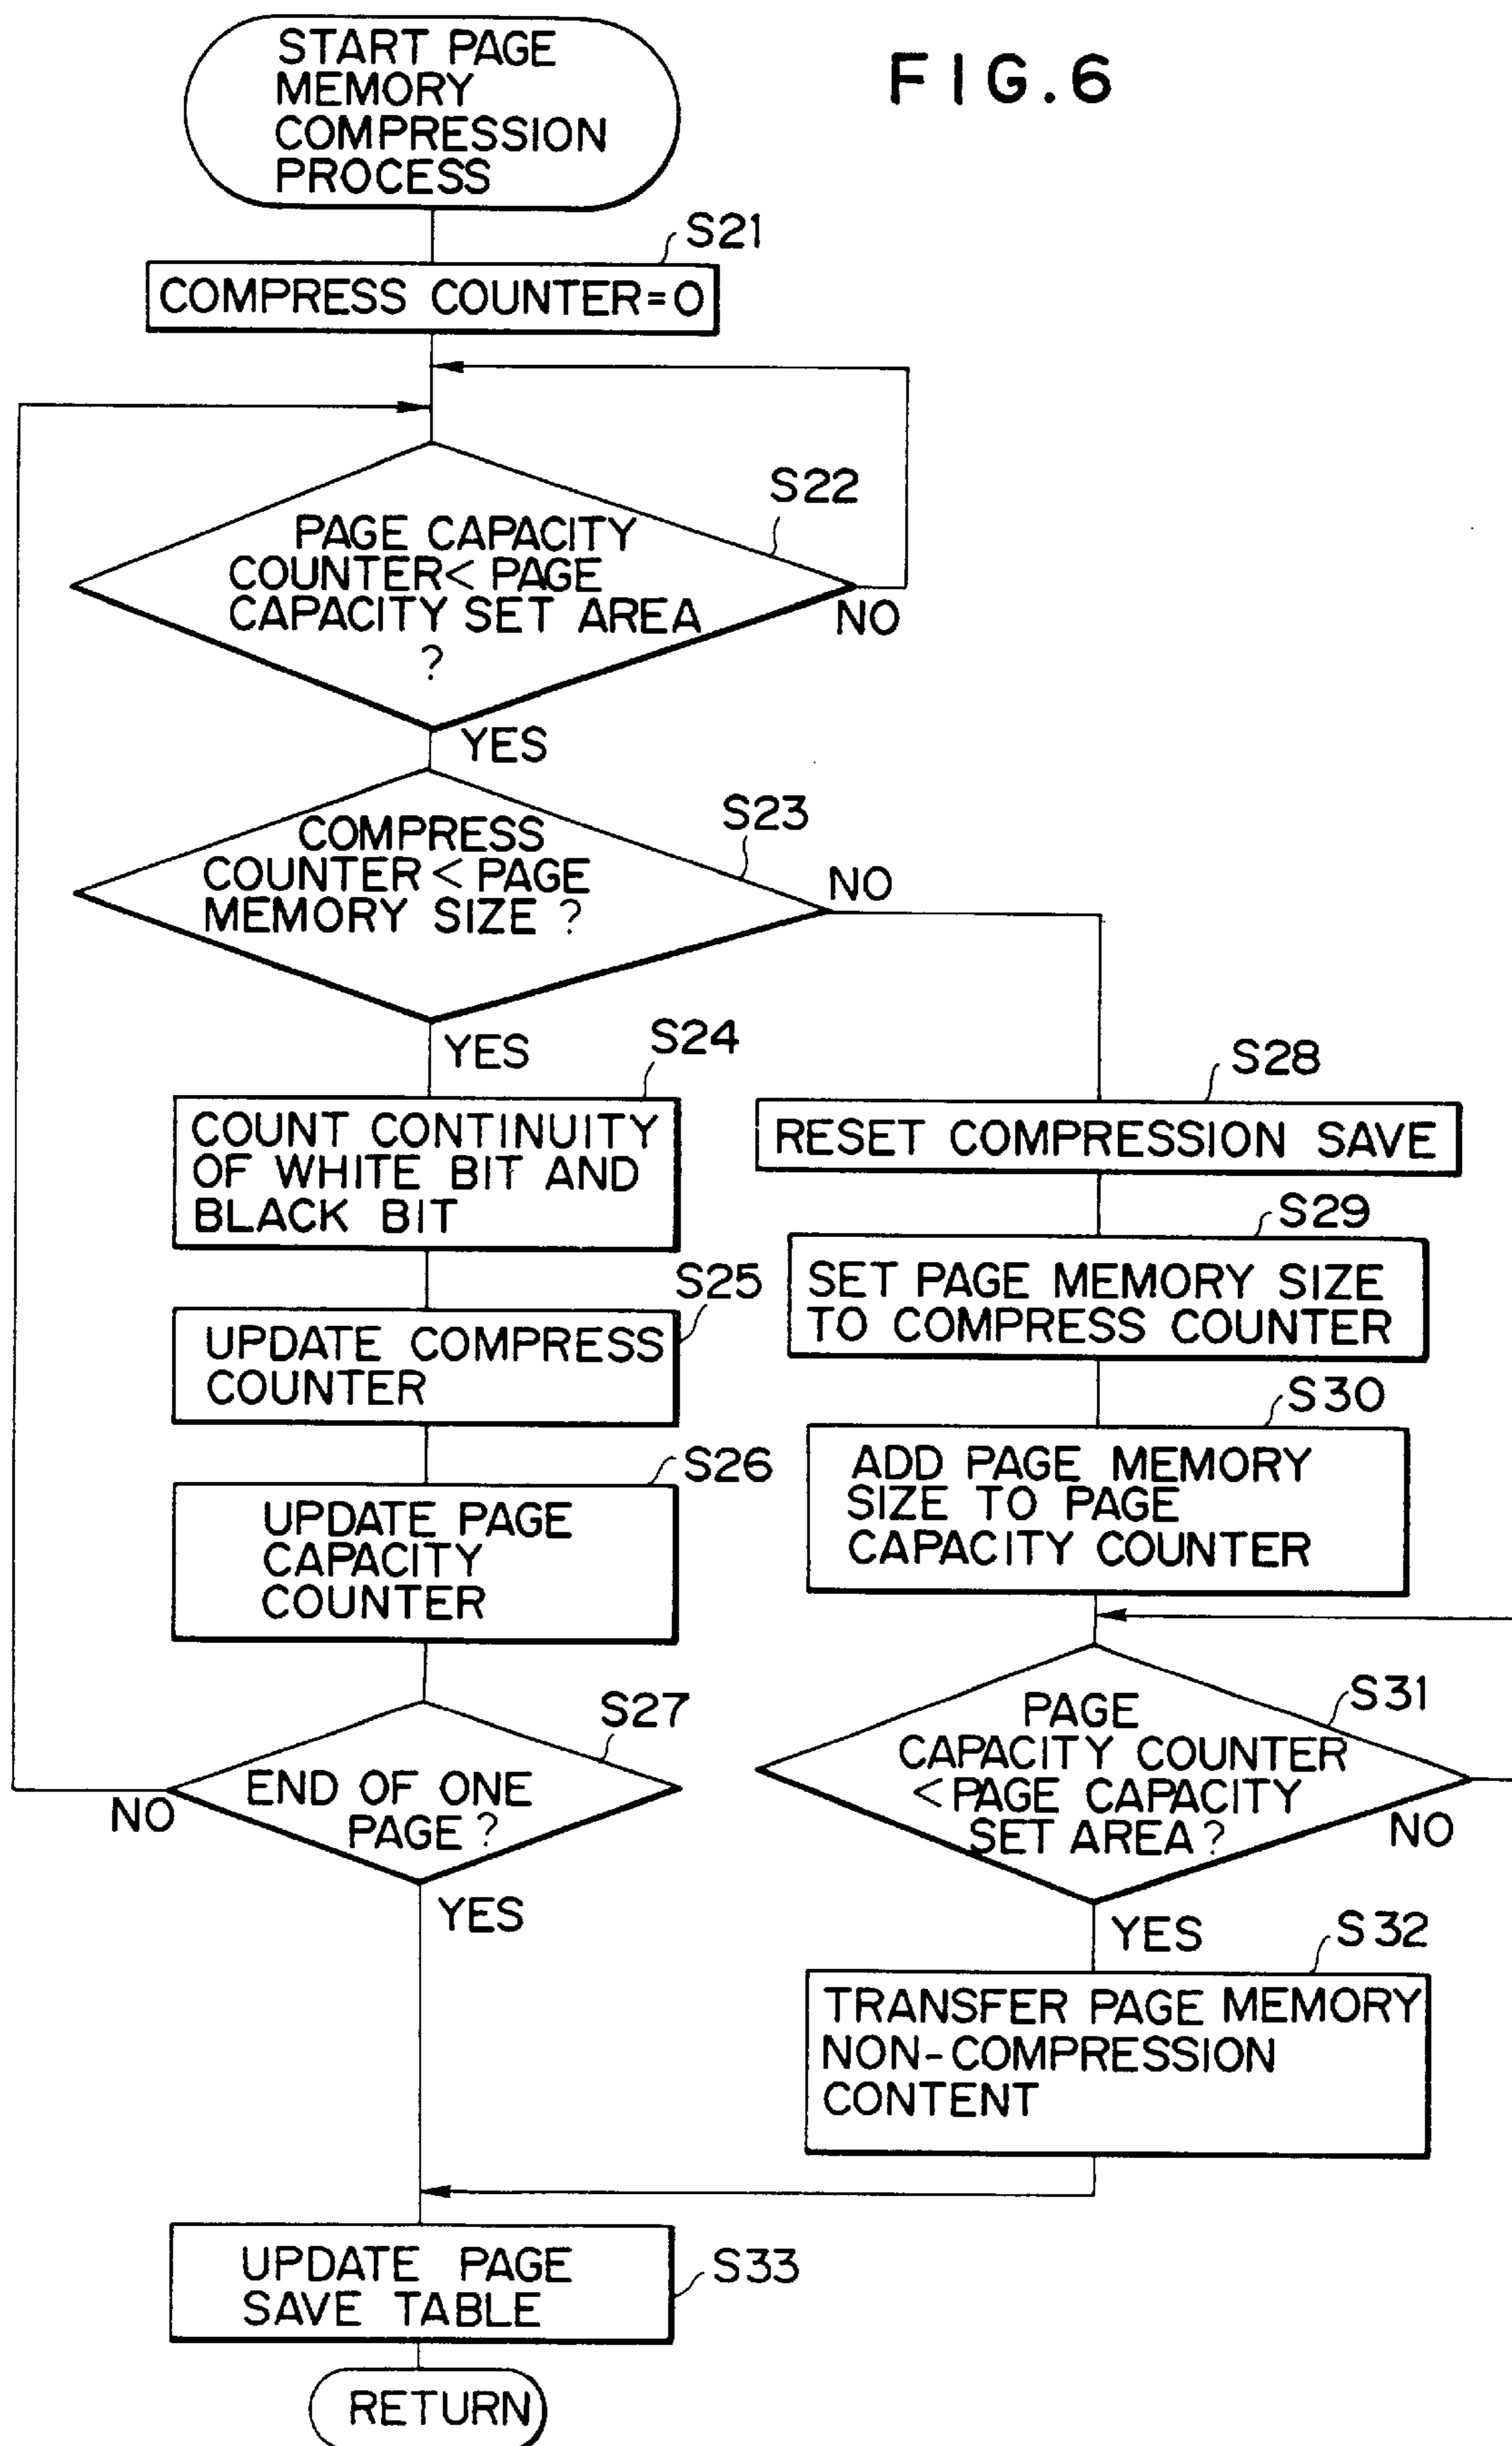 START PAGE
MEMORY
COMPRESSION
PROCESS
FIG.6
S21
COMPRESS COUNTER=0
S22
PAGE CAPACITY
COUNTER<PAGE
CAPACITY SET AREA
?
NO
YES
S23
COMPRESS
COUNTER<PAGE
MEMORY SIZE?
NO
YES
S24
COUNT CONTINUITY
OF WHITE BIT AND
BLACK BIT
S25
UPDATE COMPRESS
COUNTER
S26
UPDATE PAGE
CAPACITY
COUNTER
S27
END OF ONE
PAGE?
NO
YES
S28
RESET COMPRESSION SAVE
S29
SET PAGE MEMORY SIZE
TO COMPRESS COUNTER
S30
ADD PAGE MEMORY
SIZE TO PAGE
CAPACITY COUNTER
S31
PAGE
CAPACITY COUNTER
<PAGE CAPACITY
SET AREA?
NO
YES
S32
TRANSFER PAGE MEMORY
NON-COMPRESSION
CONTENT
S33
UPDATE PAGE
SAVE TABLE
RETURN